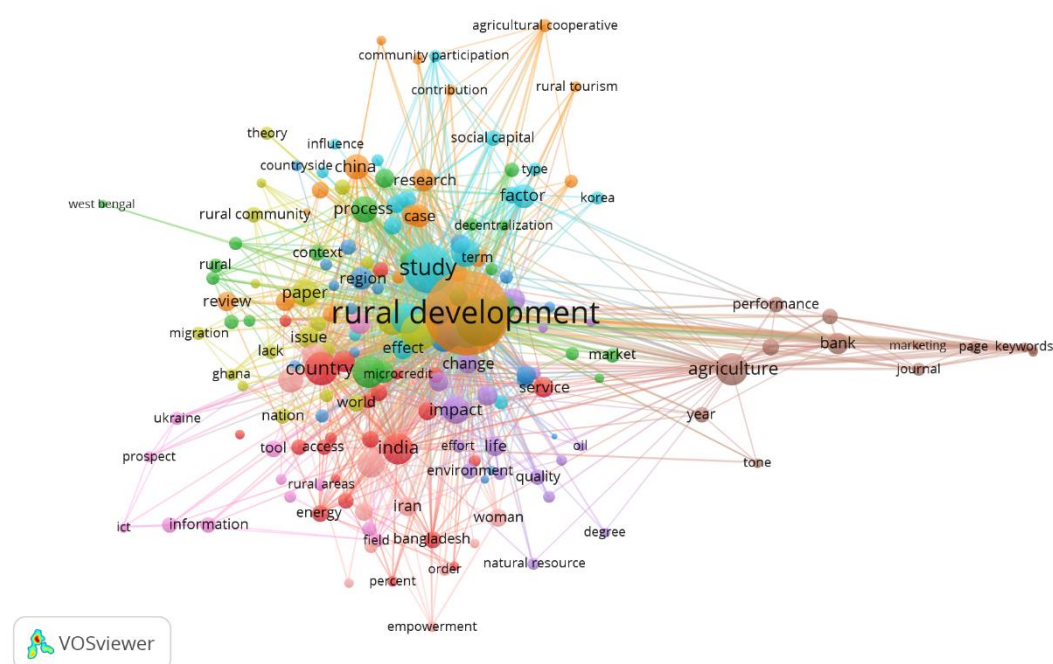 agricultural cooperative
community participation
contribution
rural tourism
theory
influence
social capital
countryside
china
research
type
west bengal
rural community
process
case
factor
korea
decentralization
context
study
term
rural
region
review
paper
rural development
performance
migration
issue
effect
bank
marketing
page
keywords
lack
change
market
journal
ghana
country
microcredit
service
agriculture
world
nation
impact
year
ukraine
tool
access
india
effort
life
oil
prospect
environment
quality
tone
rural areas
energy
iran
woman
ict
information
field
bangladesh
degree
order
natural resource
percent
empowerment
VOSviewer